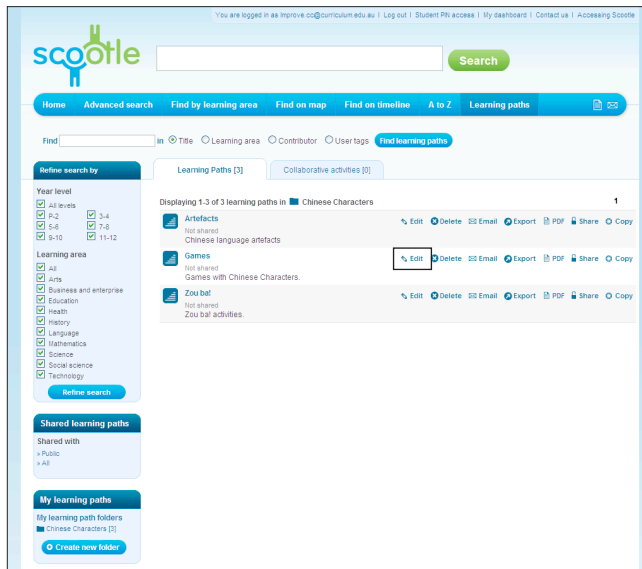 You are logged in as improve.cc@curriculum.edu.au | Log out | Student PIN access | My dashboard | Contact us | Accessing Scootle
scootle
Search
Home Advanced search Find by learning area Find on map Find on timeline A to Z Learning paths
Find in Title Learning area Contributor User tags Find learning paths
Refine search by
Year level
All levels
P-2 3-4
5-6 7-8
9-10 11-12
Learning area
All
Arts
Business and enterprise
Education
Health
History
Language
Mathematics
Science
Social science
Technology
Refine search
Shared learning paths
Shared with
» Public
» All
My learning paths
My learning path folders
Chinese Characters [3]
Create new folder
Learning Paths [3] Collaborative activities [0]
Displaying 1-3 of 3 learning paths in Chinese Characters 1
Artefacts Edit Delete Email Export PDF Share Copy
Not shared
Chinese language artefacts
Games Edit Delete Email Export PDF Share Copy
Not shared
Games with Chinese Characters.
Zou ba! Edit Delete Email Export PDF Share Copy
Not shared
Zou ba! activities.